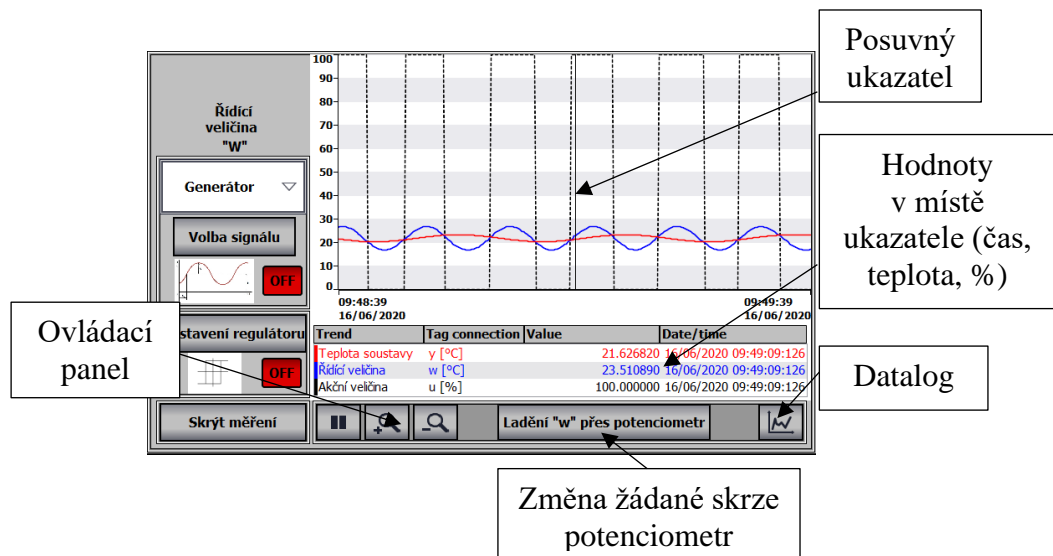 Posuvný
ukazatel
Hodnoty
v místě
ukazatele (čas,
teplota, %)
Ovládací
panel
Datalog
Změna žádané skrze
potenciometr
Řídící
veličina
"W"
Generátor
Volba signálu
OFF
stavení regulátoru
OFF
Skrýt měření
100
90
80
70
60
50
40
30
20
10
0
09:48:39
16/06/2020
09:49:39
16/06/2020
Trend Tag connection Value Date/time
Teplota soustavy y [°C] 21.626820 16/06/2020 09:49:09:126
Řídící veličina w [°C] 23.510890 16/06/2020 09:49:09:126
Akční veličina u [%] 100.000000 16/06/2020 09:49:09:126
Ladění "w" přes potenciometr